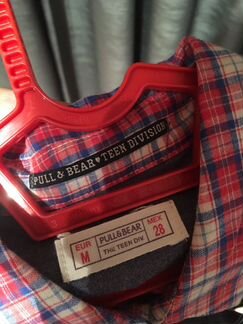 PULL & BEAR♥TEEN DIVISION
EUR
M
PULL&BEAR
THE TEEN DIV.
MEX
28